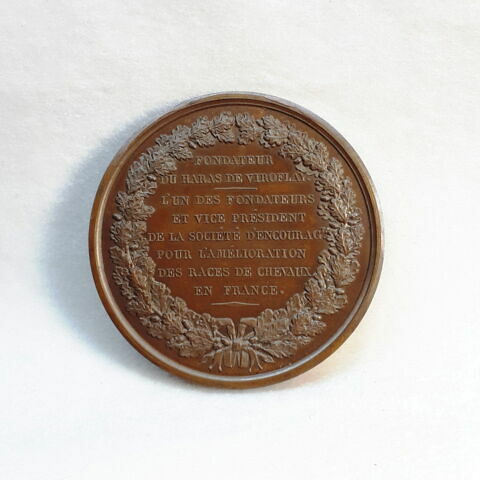 FONDATEUR
DU HARAS DE VIROFLAY.
L'UN DES FONDATEURS
ET VICE PRÉSIDENT
DE LA SOCIÉTÉ D'ENCOURAGT
POUR L'AMÉLIORATION
DES RACES DE CHEVAUX
EN FRANCE.